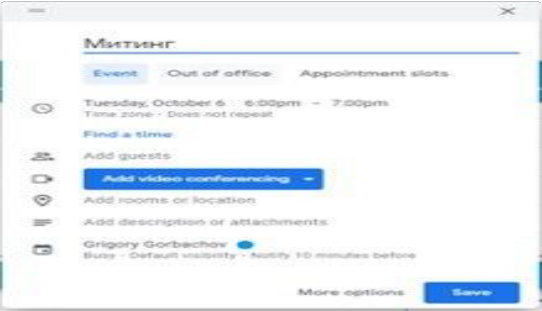 Митинг
Event Out of office Appointment slots
Tuesday, October 6 6:00pm – 7:00pm
Time zone · Does not repeat
Find a time
Add guests
Add video conferencing
Add rooms or location
Add description or attachments
Grigory Gorbachov
Busy · Default visibility · Notify 10 minutes before
More options Save